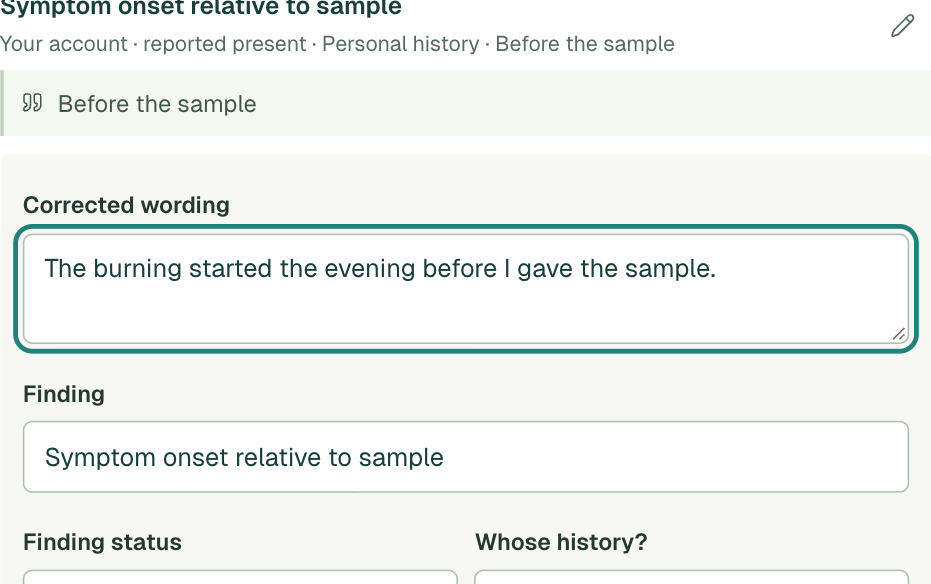 Symptom onset relative to sample
Your account · reported present · Personal history · Before the sample
Before the sample
Corrected wording
The burning started the evening before I gave the sample.
Finding
Symptom onset relative to sample
Finding status
Whose history?